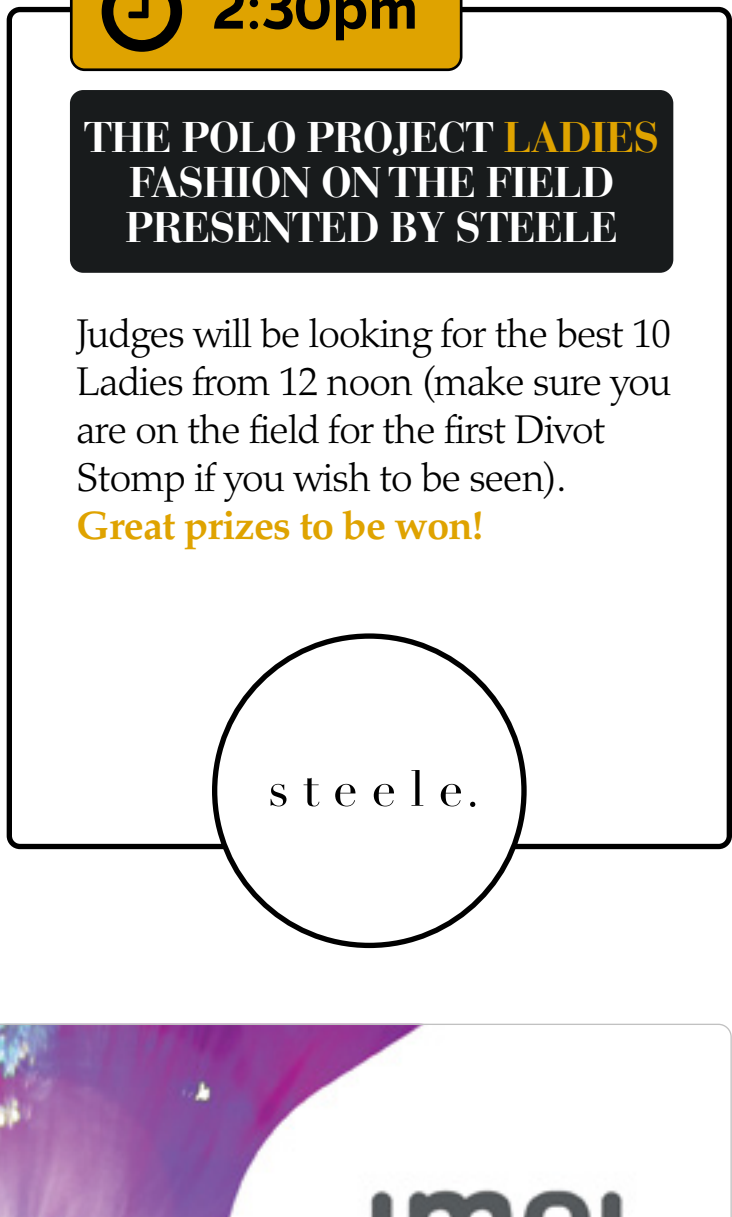 2:30pm
THE POLO PROJECT LADIES
FASHION ON THE FIELD
PRESENTED BY STEELE
Judges will be looking for the best 10
Ladies from 12 noon (make sure you
are on the field for the first Divot
Stomp if you wish to be seen).
Great prizes to be won!
steele.